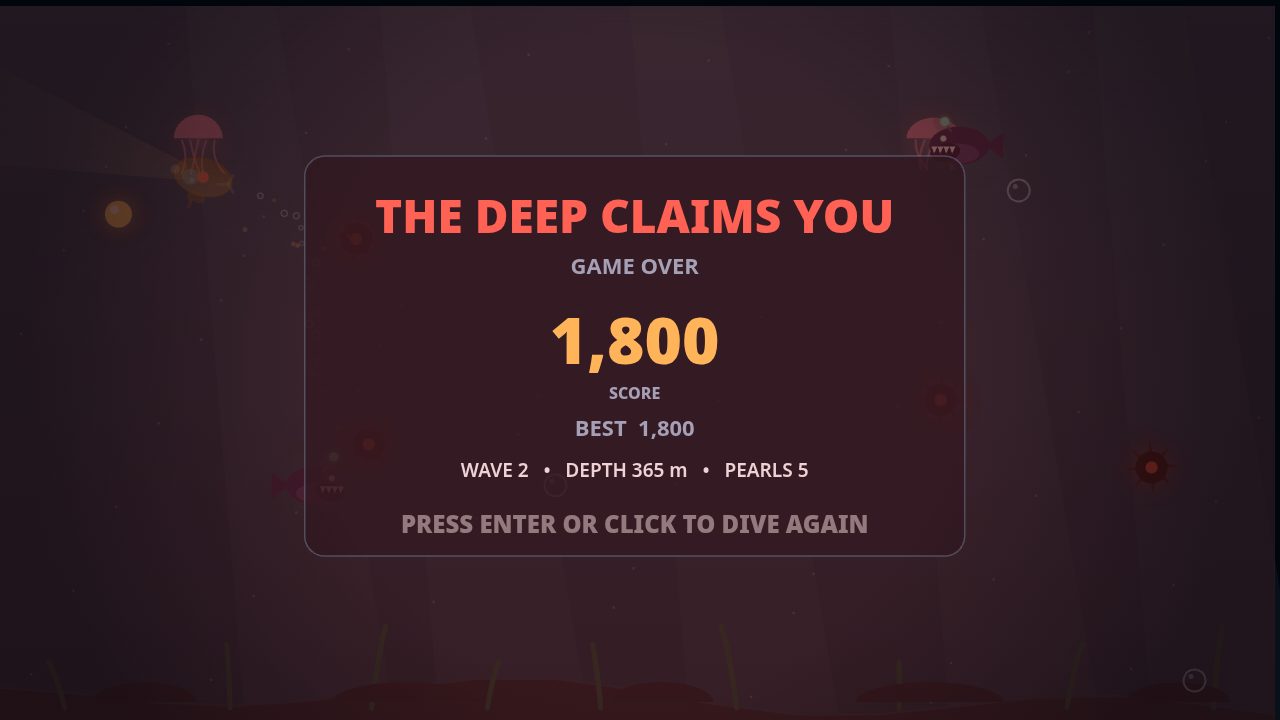 THE DEEP CLAIMS YOU
GAME OVER
1,800
SCORE
BEST 1,800
WAVE 2 • DEPTH 365 m • PEARLS 5
PRESS ENTER OR CLICK TO DIVE AGAIN